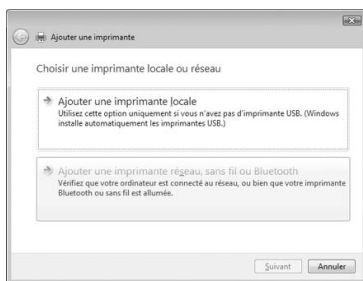 Ajouter une imprimante
Choisir une imprimante locale ou réseau
Ajouter une imprimante locale
Utilisez cette option uniquement si vous n'avez pas d'imprimante USB. (Windows
installe automatiquement les imprimantes USB.)
Ajouter une imprimante réseau, sans fil ou Bluetooth
Vérifiez que votre ordinateur est connecté au réseau, ou bien que votre imprimante
Bluetooth ou sans fil est allumée.
Suivant Annuler